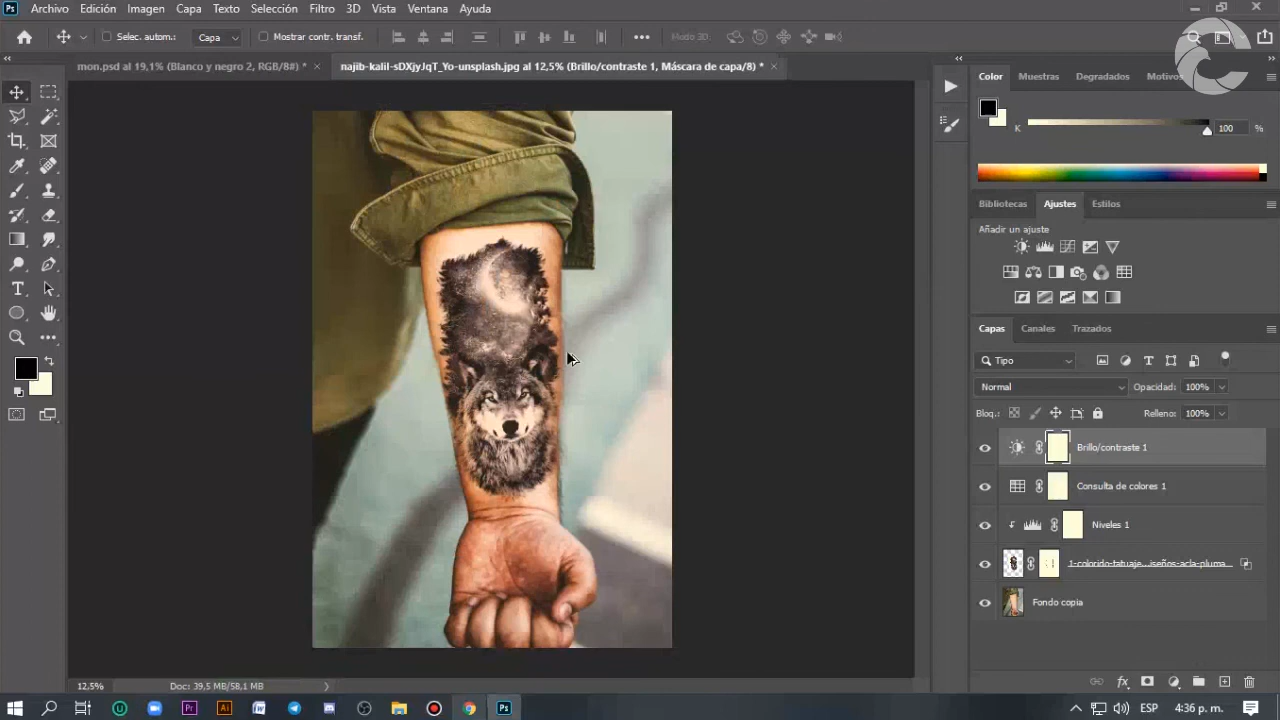 Archivo Edición Imagen Capa Texto Selección Filtro 3D Vista Ventana Ayuda
Selec. autom.: Capa Mostrar contr. transf. Modo 3D:
mon.psd al 19,1% (Blanco y negro 2, RGB/8#) * najib-kalil-sDXjyJqT_Yo-unsplash.jpg al 12,5% (Brillo/contraste 1, Máscara de capa/8) *
Color Muestras Degradados Motivos
K 100 %
Bibliotecas Ajustes Estilos
Añadir un ajuste
Capas Canales Trazados
Tipo
Normal Opacidad: 100%
Bloq.: Relleno: 100%
Brillo/contraste 1
Consulta de colores 1
Niveles 1
1-colorido-tatuaje...iseños-acla-pluma
Fondo copia
12,5% Doc: 39,5 MB/58,1 MB
ESP 4:36 p. m.